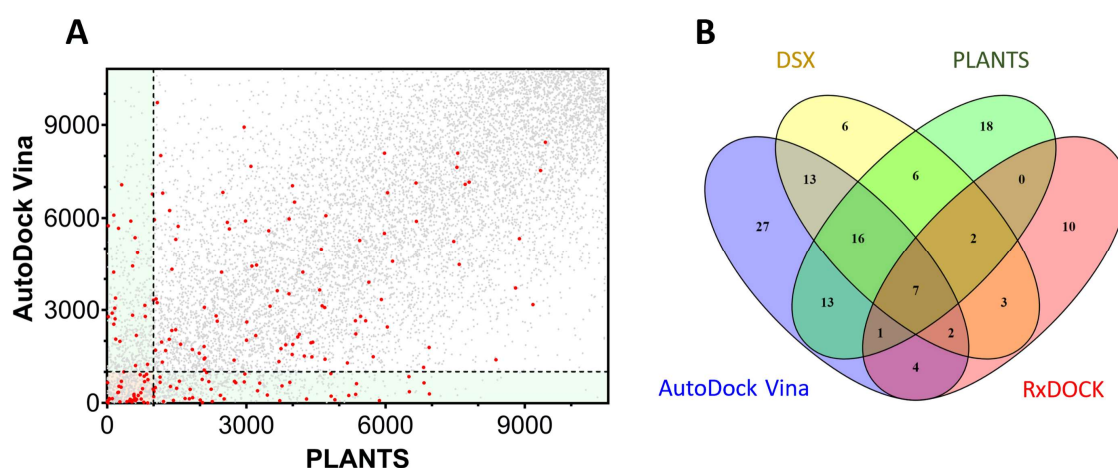 A
AutoDock Vina
9000
6000
3000
0
0 3000 6000 9000
PLANTS
B
DSX PLANTS
6 18
13 6 0
27 16 2 10
13 7 3
1 2
4
AutoDock Vina RxDOCK